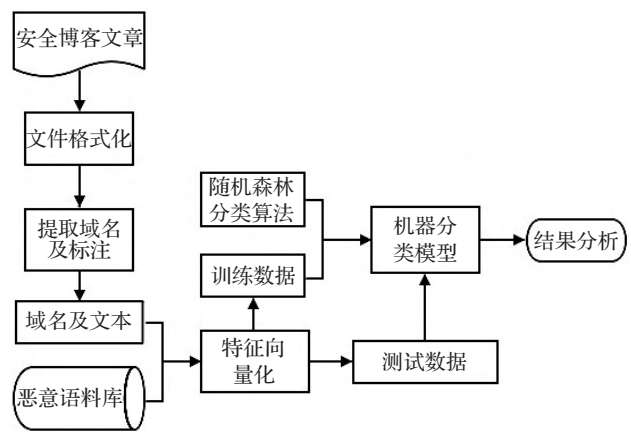 安全博客文章
文件格式化
提取域名
及标注
域名及文本
恶意语料库
随机森林
分类算法
训练数据
特征向
量化
机器分
类模型
测试数据
结果分析